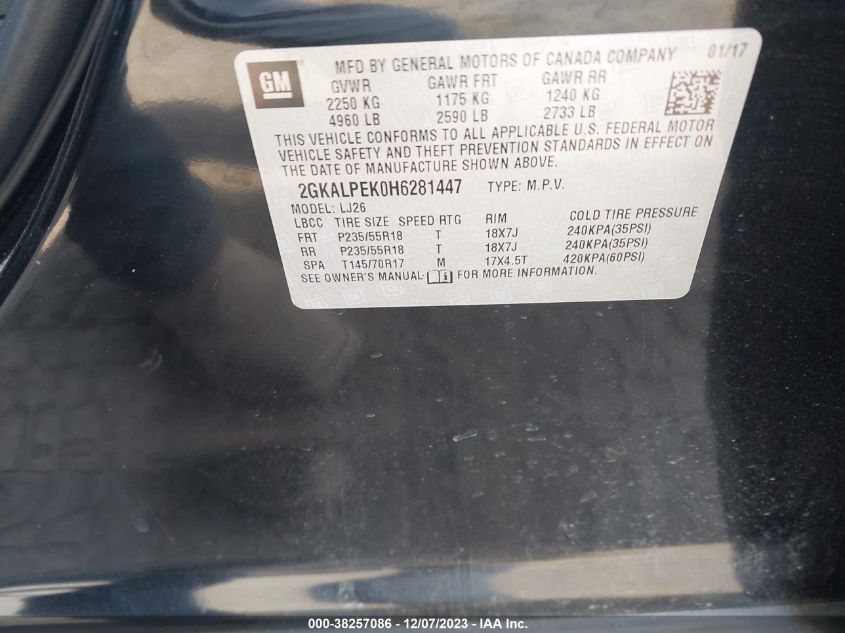 GM
MFD BY GENERAL MOTORS OF CANADA COMPANY 01/17
GVWR GAWR FRT GAWR RR
2250 KG 1175 KG 1240 KG
4960 LB 2590 LB 2733 LB
THIS VEHICLE CONFORMS TO ALL APPLICABLE U.S. FEDERAL MOTOR
VEHICLE SAFETY AND THEFT PREVENTION STANDARDS IN EFFECT ON
THE DATE OF MANUFACTURE SHOWN ABOVE.
2GKALPEK0H6281447 TYPE: M.P.V.
MODEL: LJ26
LBCC TIRE SIZE SPEED RTG RIM COLD TIRE PRESSURE
FRT P235/55R18 T 18X7J 240KPA(35PSI)
RR P235/55R18 T 18X7J 240KPA(35PSI)
SPA T145/70R17 M 17X4.5T 420KPA(60PSI)
SEE OWNER'S MANUAL FOR MORE INFORMATION.
000-38257086 - 12/07/2023 - IAA Inc.